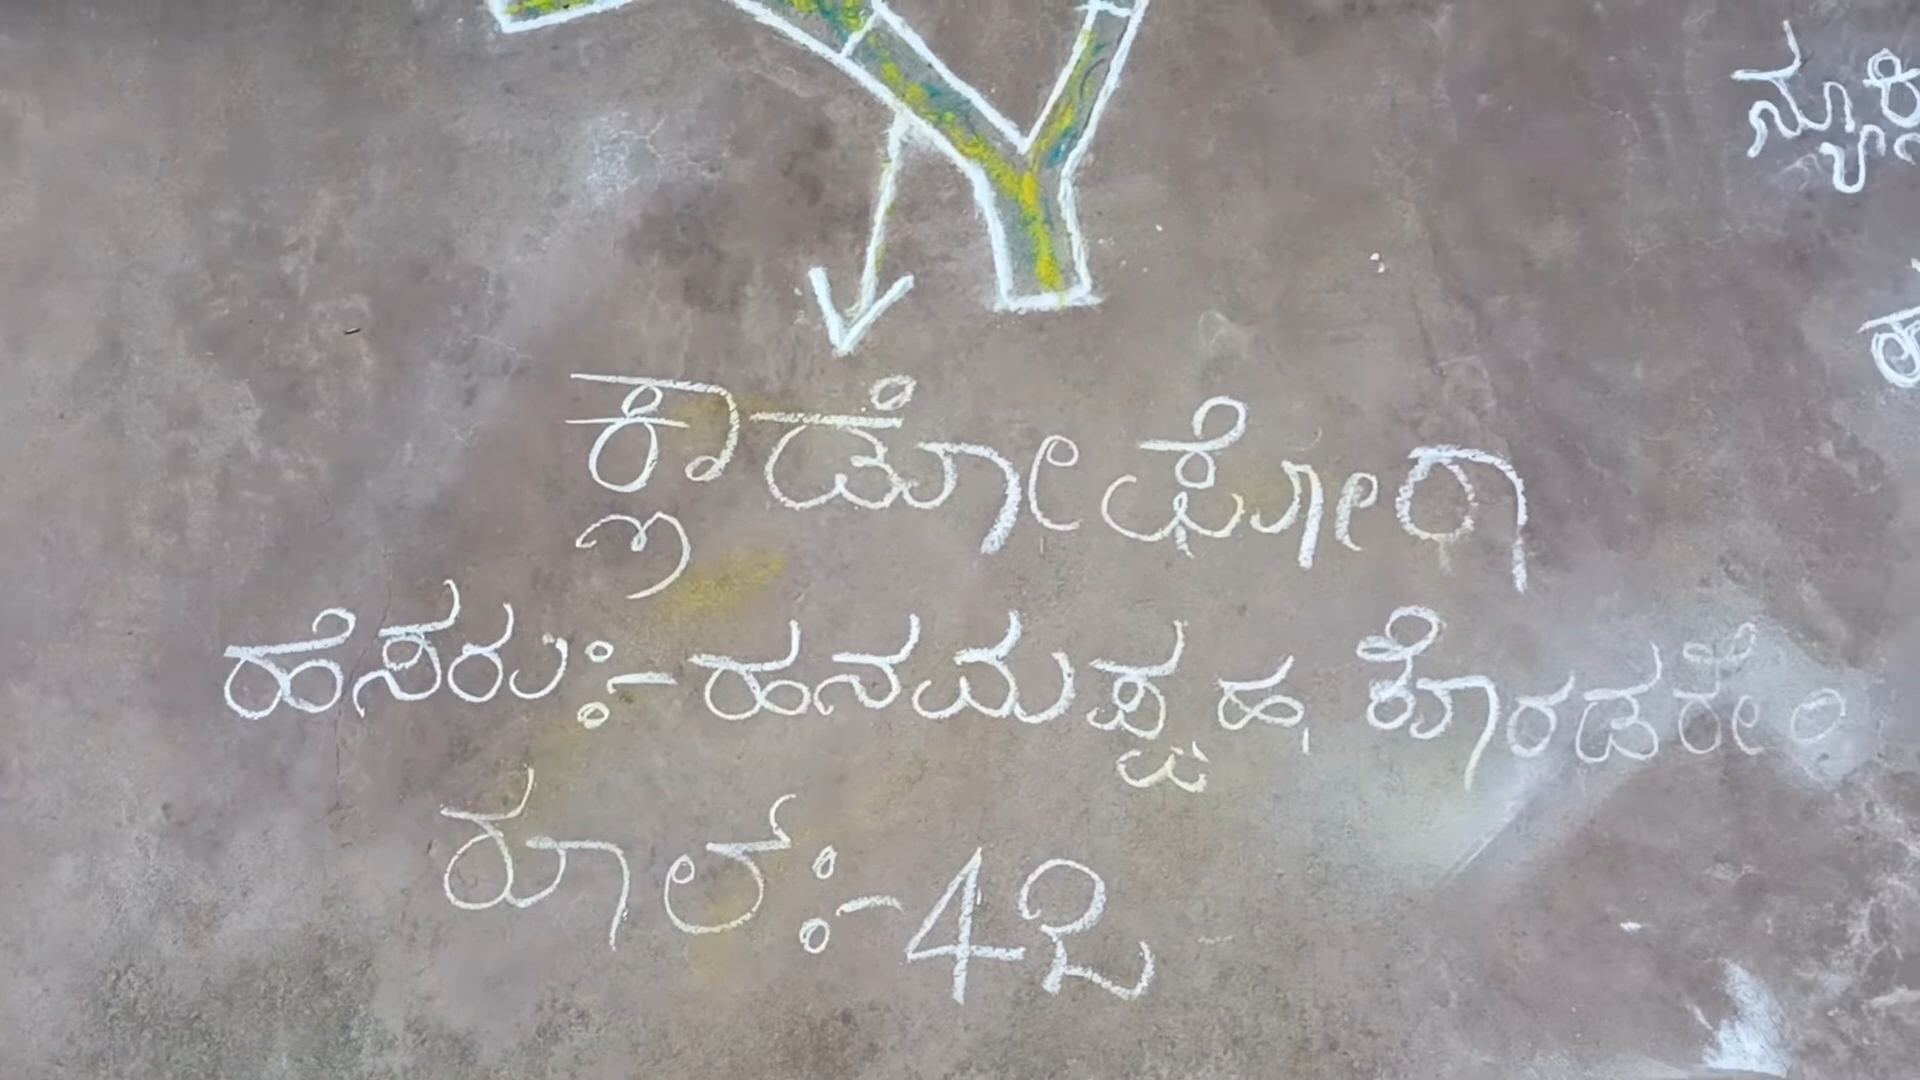 ಕ್ಲಾಡೋಫೋರಾ
ಹೆಸರು:- ಹನಮಪ್ಪ ಹ, ಕೊರಡಕೇರಿ
ರೂಲ್:- 42